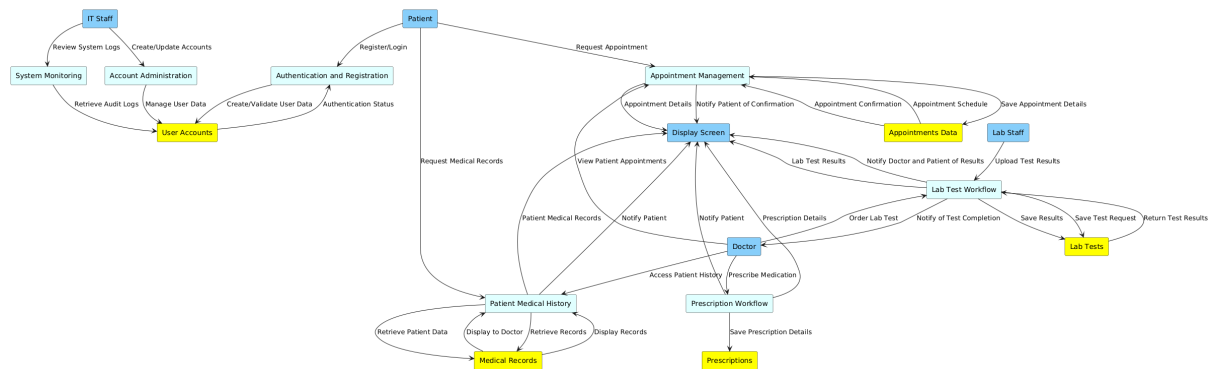 IT Staff
Patient
Review System Logs
Create/Update Accounts
Register/Login
Request Appointment
System Monitoring
Account Administration
Authentication and Registration
Appointment Management
Retrieve Audit Logs
Manage User Data
Create/Validate User Data
Authentication Status
Appointment Details
Notify Patient of Confirmation
Appointment Confirmation
Appointment Schedule
Save Appointment Details
User Accounts
Display Screen
Appointments Data
Lab Staff
Request Medical Records
View Patient Appointments
Lab Test Results
Notify Doctor and Patient of Results
Upload Test Results
Lab Test Workflow
Patient Medical Records
Notify Patient
Notify Patient
Prescription Details
Order Lab Test
Notify of Test Completion
Save Results
Save Test Request
Return Test Results
Doctor
Lab Tests
Access Patient History
Prescribe Medication
Patient Medical History
Prescription Workflow
Retrieve Patient Data
Display to Doctor
Retrieve Records
Display Records
Save Prescription Details
Medical Records
Prescriptions